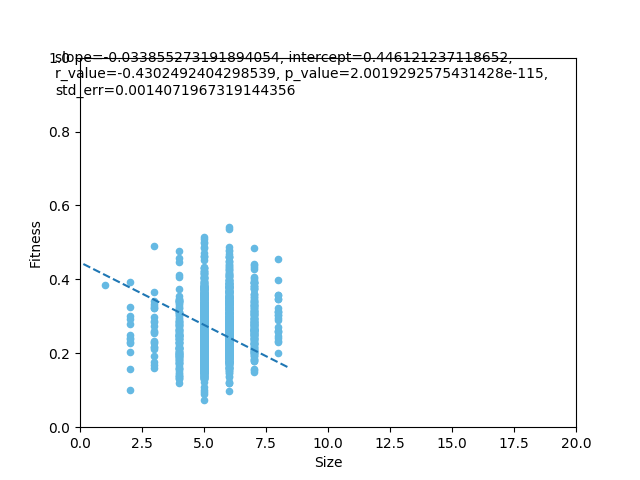 slope=-0.033855273191894054, intercept=0.446121237118652,
r_value=-0.4302492404298539, p_value=2.0019292575431428e-115,
std_err=0.0014071967319144356
1.0
0.8
0.6
0.4
0.2
0.0
Fitness
0.0 2.5 5.0 7.5 10.0 12.5 15.0 17.5 20.0
Size